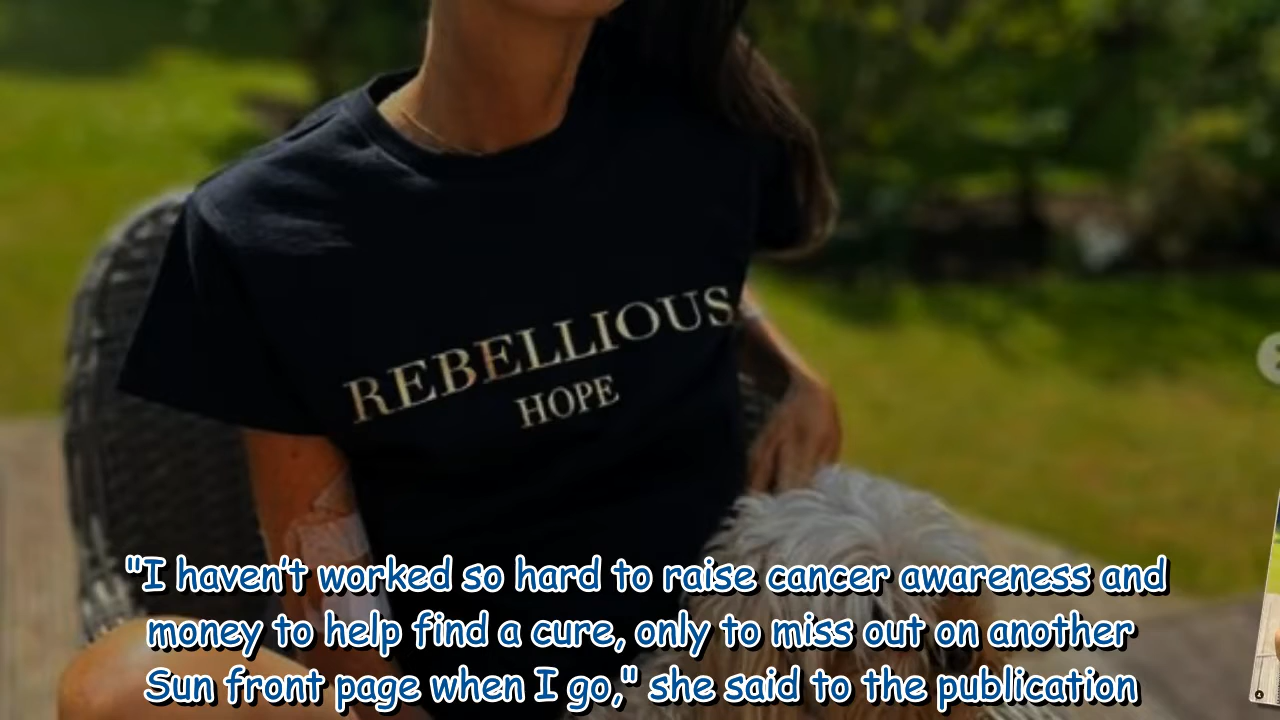 REBELLIOUS
HOPE
"I haven't worked so hard to raise cancer awareness and
money to help find a cure, only to miss out on another
Sun front page when I go," she said to the publication